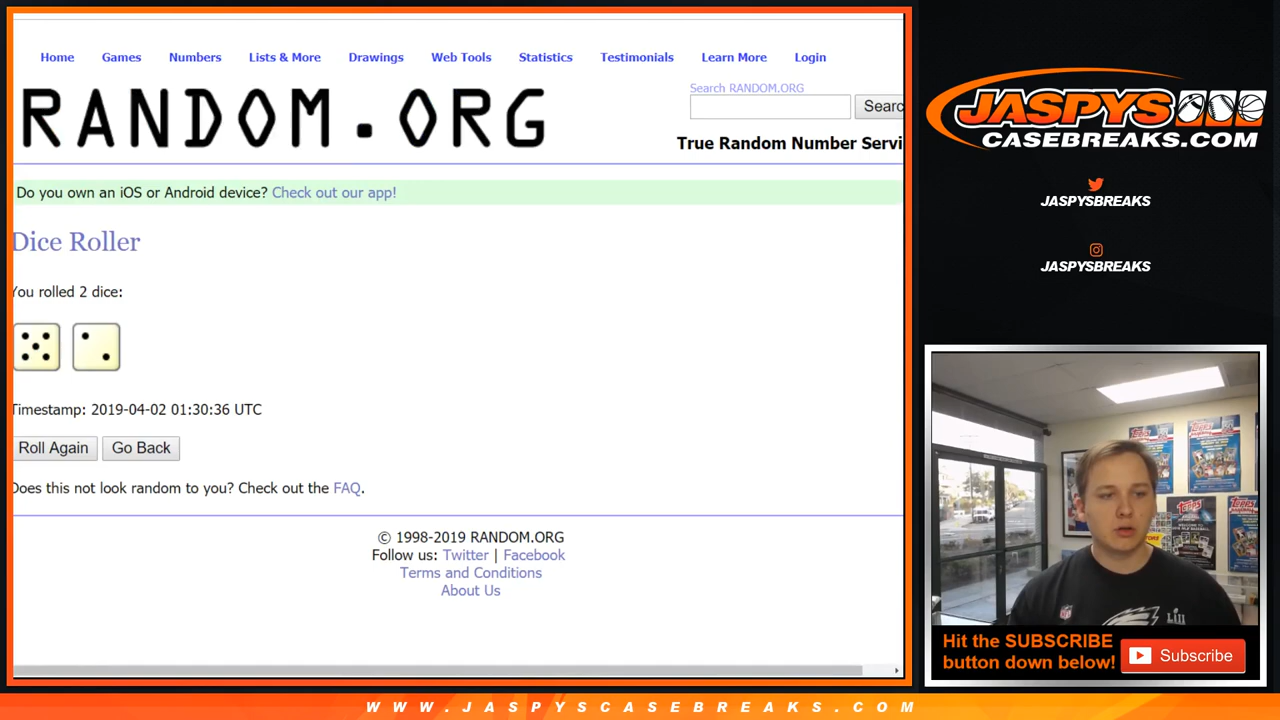 Home Games Numbers Lists & More Drawings Web Tools Statistics Testimonials Learn More Login
Search RANDOM.ORG
RANDOM.ORG
Searc
True Random Number Servi
Do you own an iOS or Android device? Check out our app!
Dice Roller
You rolled 2 dice:
Timestamp: 2019-04-02 01:30:36 UTC
Roll Again Go Back
Does this not look random to you? Check out the FAQ.
© 1998-2019 RANDOM.ORG
Follow us: Twitter | Facebook
Terms and Conditions
About Us
JASPYS
CASEBREAKS.COM
JASPYSBREAKS
JASPYSBREAKS
Topps
LII
Hit the SUBSCRIBE
button down below!
Subscribe
WWW.JASPYSCASEBREAKS.COM